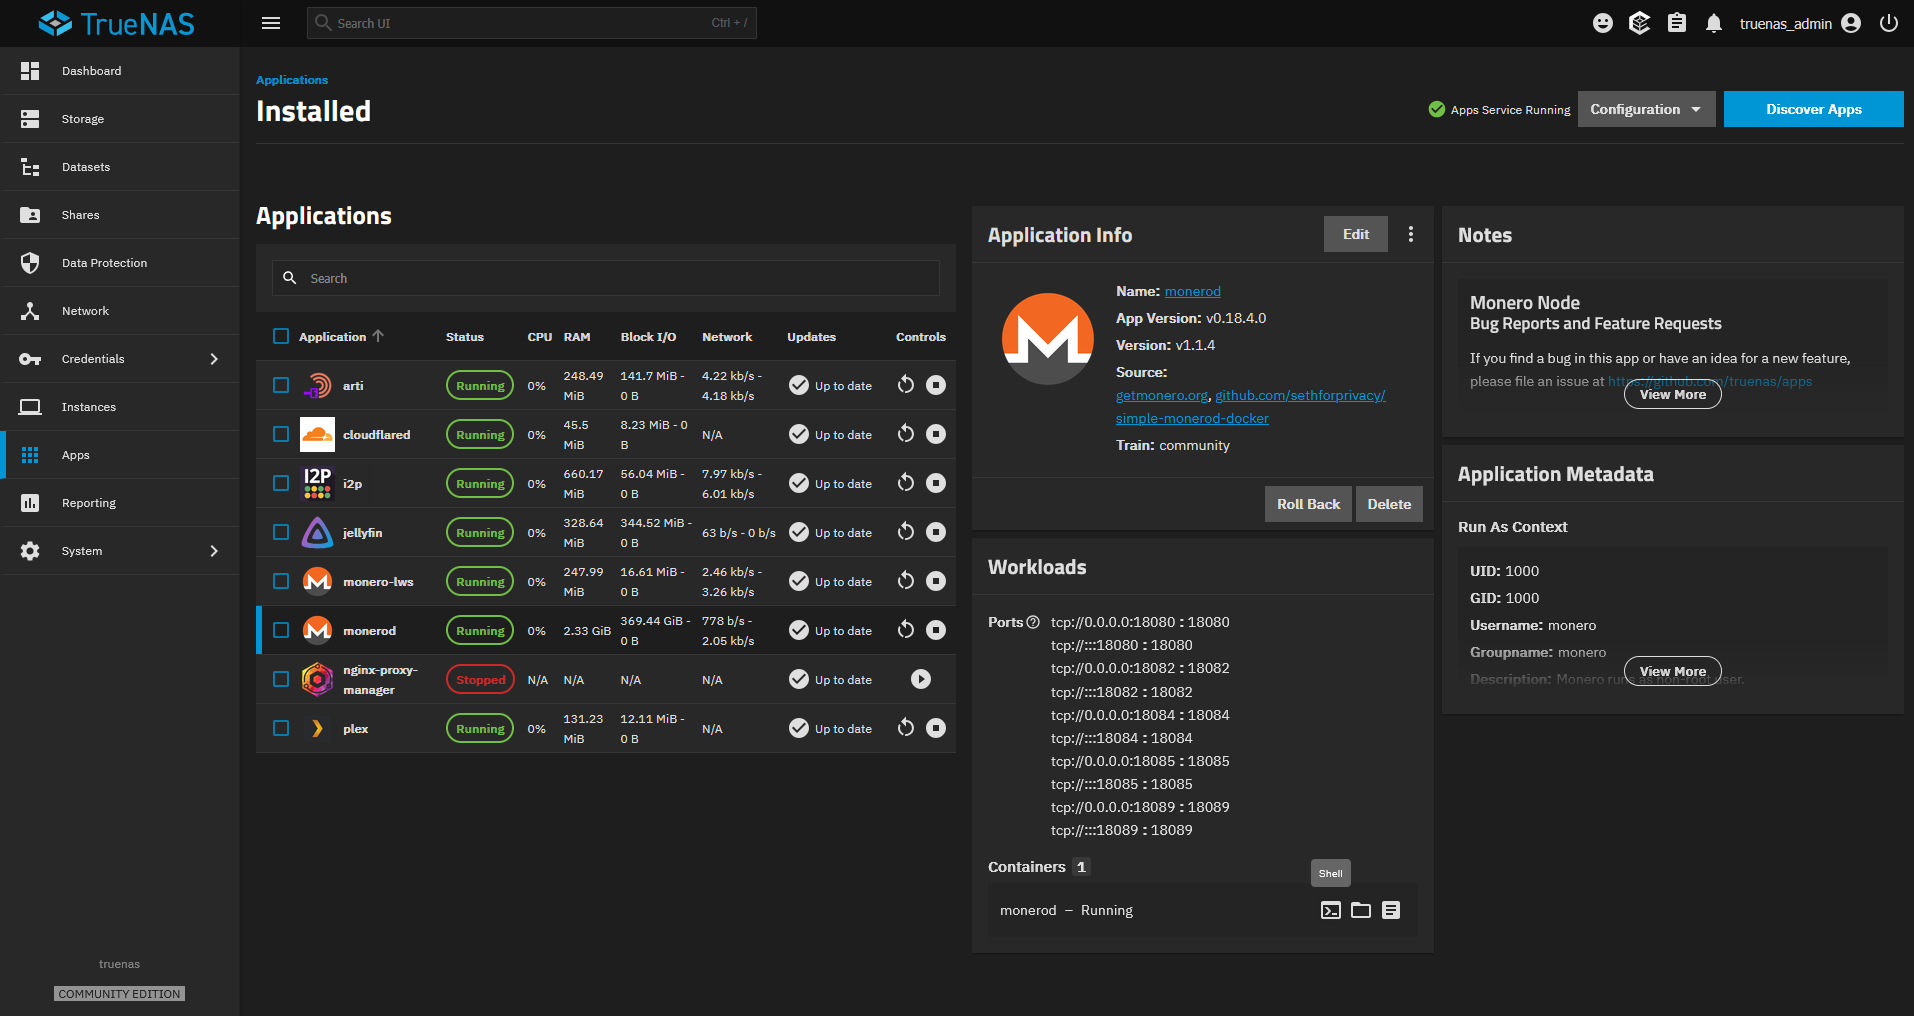 TrueNAS
Search UI
Ctrl + /
truenas_admin
Dashboard
Storage
Datasets
Shares
Data Protection
Network
Credentials
Instances
Apps
Reporting
System
truenas
COMMUNITY EDITION
Applications
Installed
Apps Service Running
Configuration
Discover Apps
Applications
Search
Application Status CPU RAM Block I/O Network Updates Controls
arti Running 0% 248.49 MiB 141.7 MiB - 0 B 4.22 kb/s - 4.18 kb/s Up to date
cloudflared Running 0% 45.5 MiB 8.23 MiB - 0 B N/A Up to date
I2P i2p Running 0% 660.17 MiB 56.04 MiB - 0 B 7.97 kb/s - 6.01 kb/s Up to date
jellyfin Running 0% 328.64 MiB 344.52 MiB - 0 B 63 b/s - 0 b/s Up to date
monero-lws Running 0% 247.99 MiB 16.61 MiB - 0 B 2.46 kb/s - 3.26 kb/s Up to date
monerod Running 0% 2.33 GiB 369.44 GiB - 0 B 778 b/s - 2.05 kb/s Up to date
nginx-proxy-manager Stopped N/A N/A N/A N/A Up to date
plex Running 0% 131.23 MiB 12.11 MiB - 0 B N/A Up to date
Application Info
Edit
Name: monerod
App Version: v0.18.4.0
Version: v1.1.4
Source:
getmonero.org, github.com/sethforprivacy/
simple-monerod-docker
Train: community
Roll Back
Delete
Workloads
Ports
tcp://0.0.0.0:18080 : 18080
tcp://:::18080 : 18080
tcp://0.0.0.0:18082 : 18082
tcp://:::18082 : 18082
tcp://0.0.0.0:18084 : 18084
tcp://:::18084 : 18084
tcp://0.0.0.0:18085 : 18085
tcp://:::18085 : 18085
tcp://0.0.0.0:18089 : 18089
tcp://:::18089 : 18089
Containers 1
Shell
monerod – Running
Notes
Monero Node
Bug Reports and Feature Requests
If you find a bug in this app or have an idea for a new feature,
please file an issue at https://github.com/truenas/apps
View More
Application Metadata
Run As Context
UID: 1000
GID: 1000
Username: monero
Groupname: monero
Description: Monero runs as non-root user.
View More